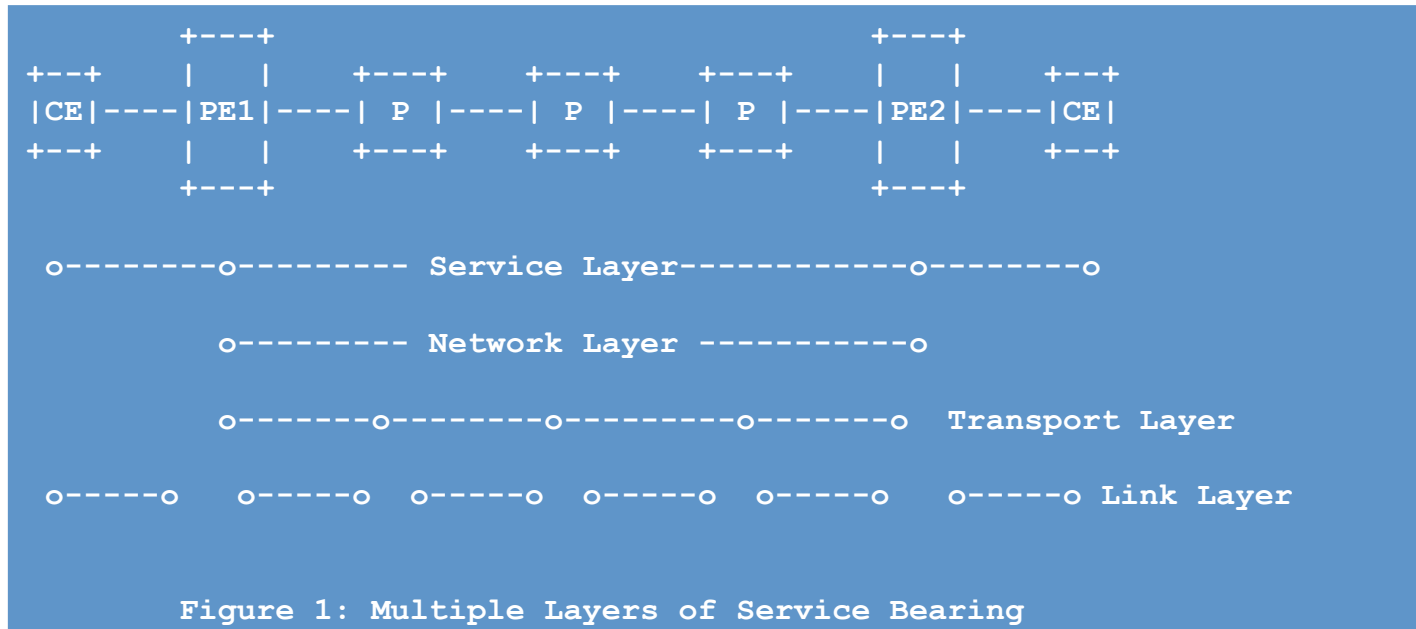 +----+                                  +----+
+---+    |    |    +----+    +----+    +----+    |    |    +---+
|CE|----|PE1|----| P |----| P |----| P |----|PE2|----|CE|
+---+    |    |    +----+    +----+    +----+    |    |    +---+
         +----+                                  +----+
o--------o--------- Service Layer------------o--------o
o--------- Network Layer -----------o
o-------o--------o---------o-------o Transport Layer
o-----o o-----o o-----o o-----o o-----o o-----o Link Layer
Figure 1: Multiple Layers of Service Bearing